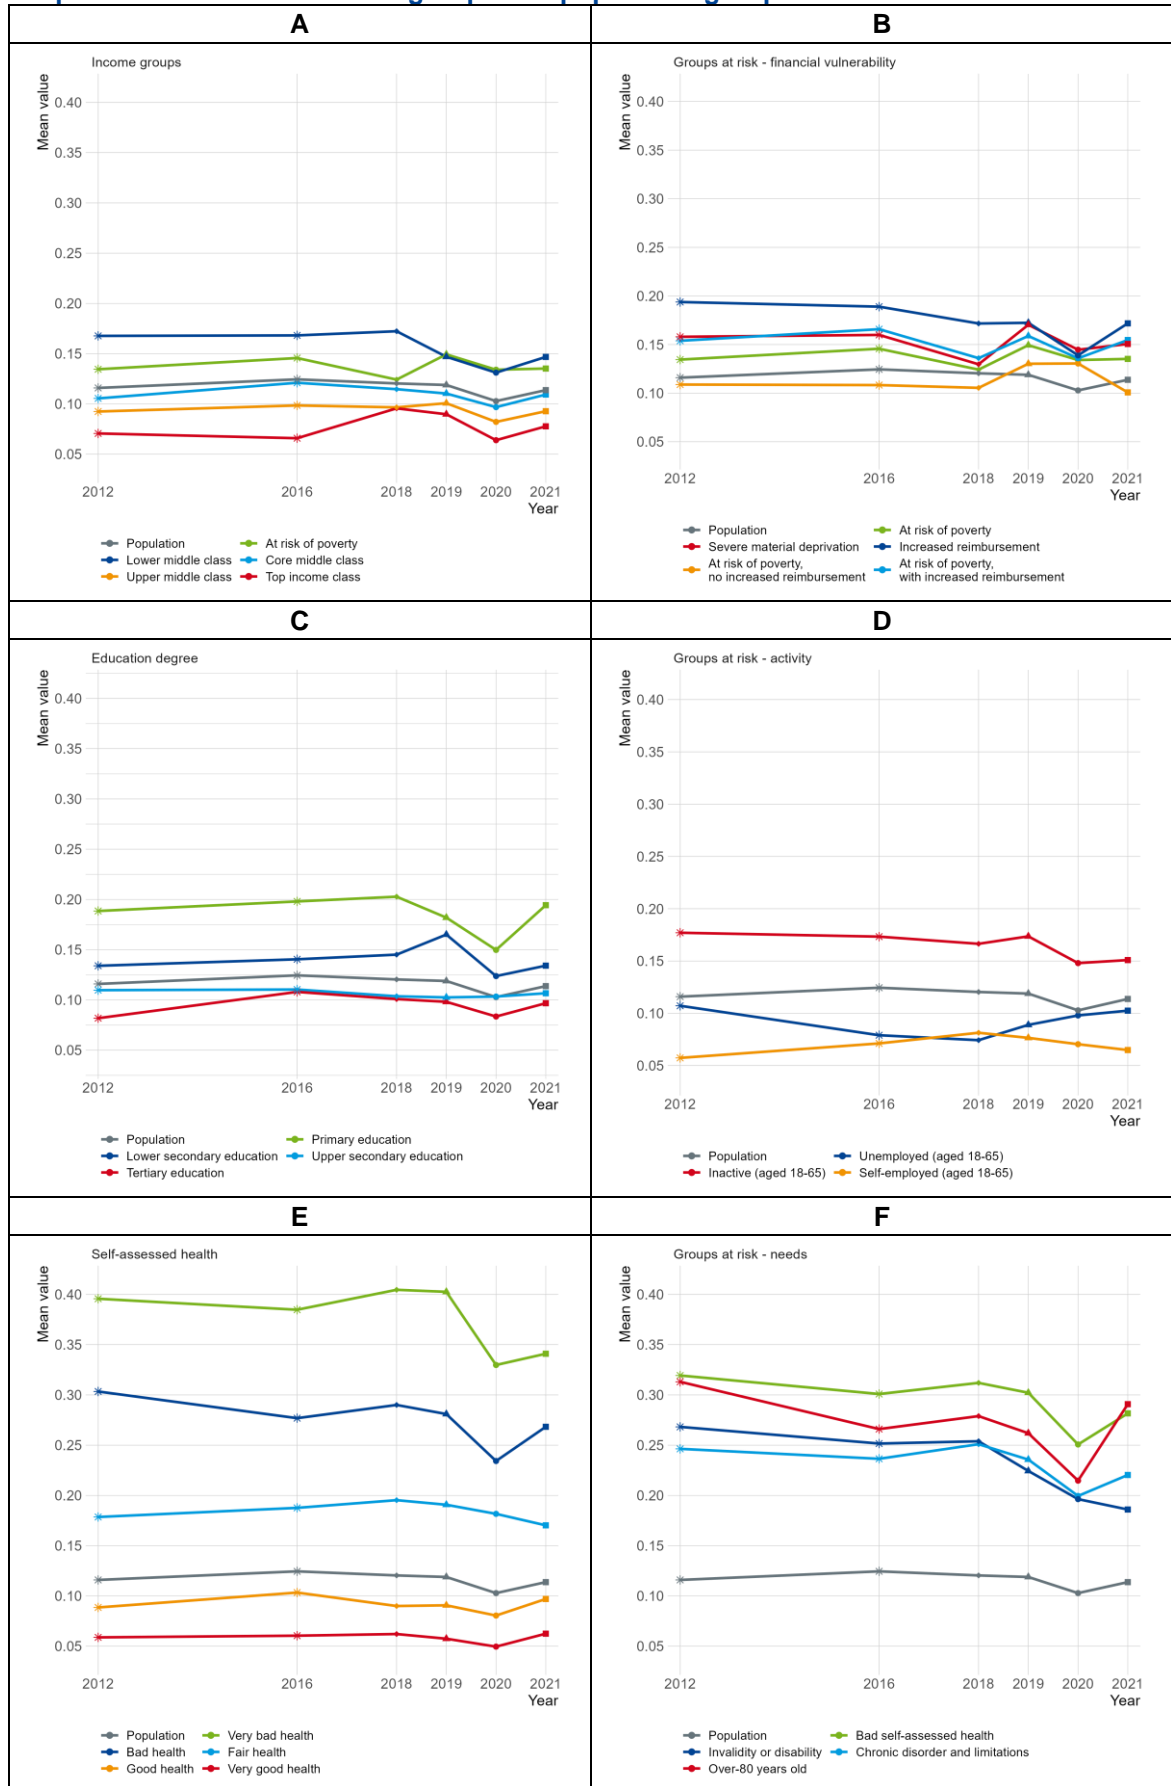 A
B
Income groups
Mean value
0.40
0.35
0.30
0.25
0.20
0.15
0.10
0.05
2012 2016 2018 2019 2020 2021
Year
Population At risk of poverty
Lower middle class Core middle class
Upper middle class Top income class
Groups at risk - financial vulnerability
Mean value
0.40
0.35
0.30
0.25
0.20
0.15
0.10
0.05
2012 2016 2018 2019 2020 2021
Year
Population At risk of poverty
Severe material deprivation Increased reimbursement
At risk of poverty, At risk of poverty,
no increased reimbursement with increased reimbursement
C
D
Education degree
Mean value
0.40
0.35
0.30
0.25
0.20
0.15
0.10
0.05
2012 2016 2018 2019 2020 2021
Year
Population Primary education
Lower secondary education Upper secondary education
Tertiary education
Groups at risk - activity
Mean value
0.40
0.35
0.30
0.25
0.20
0.15
0.10
0.05
2012 2016 2018 2019 2020 2021
Year
Population Unemployed (aged 18-65)
Inactive (aged 18-65) Self-employed (aged 18-65)
E
F
Self-assessed health
Mean value
0.40
0.35
0.30
0.25
0.20
0.15
0.10
0.05
2012 2016 2018 2019 2020 2021
Year
Population Very bad health
Bad health Fair health
Good health Very good health
Groups at risk - needs
Mean value
0.40
0.35
0.30
0.25
0.20
0.15
0.10
0.05
2012 2016 2018 2019 2020 2021
Year
Population Bad self-assessed health
Invalidity or disability Chronic disorder and limitations
Over-80 years old